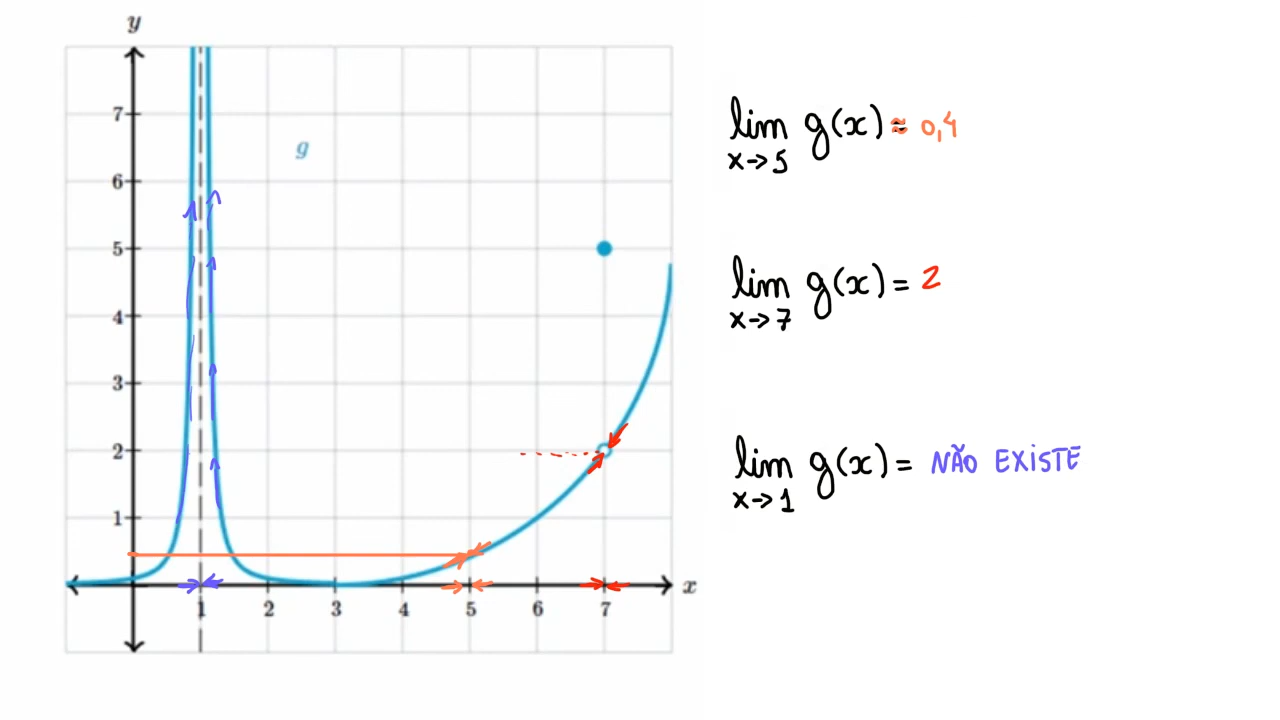 y
7
6
5
4
3
2
1
g
1 2 3 4 5 6 7 x
lim g(x) ≈ 0,4
x→5
lim g(x) = 2
x→7
lim g(x) = NÃO EXISTE
x→1